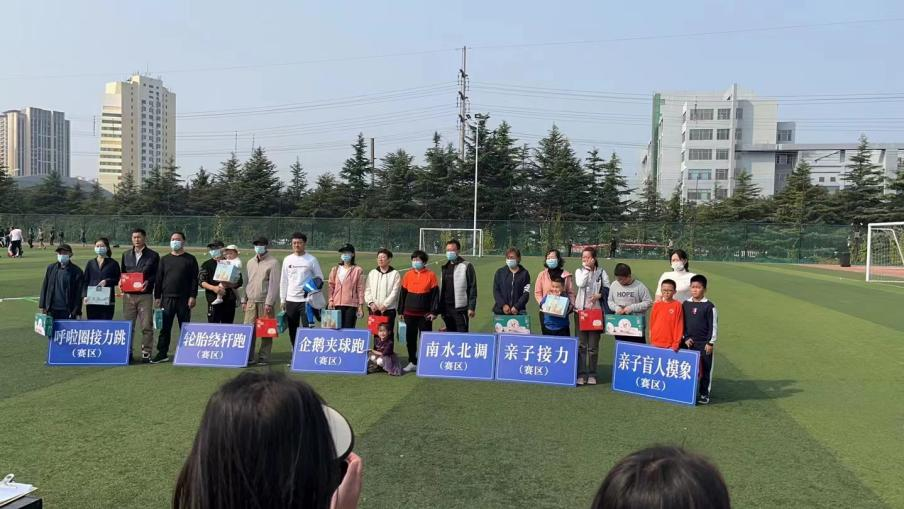 呼啦圈接力跳
（赛区）
轮胎绕杆跑
（赛区）
企鹅夹球跑
（赛区）
南水北调
（赛区）
亲子接力
（赛区）
亲子盲人摸象
（赛区）
HOPE